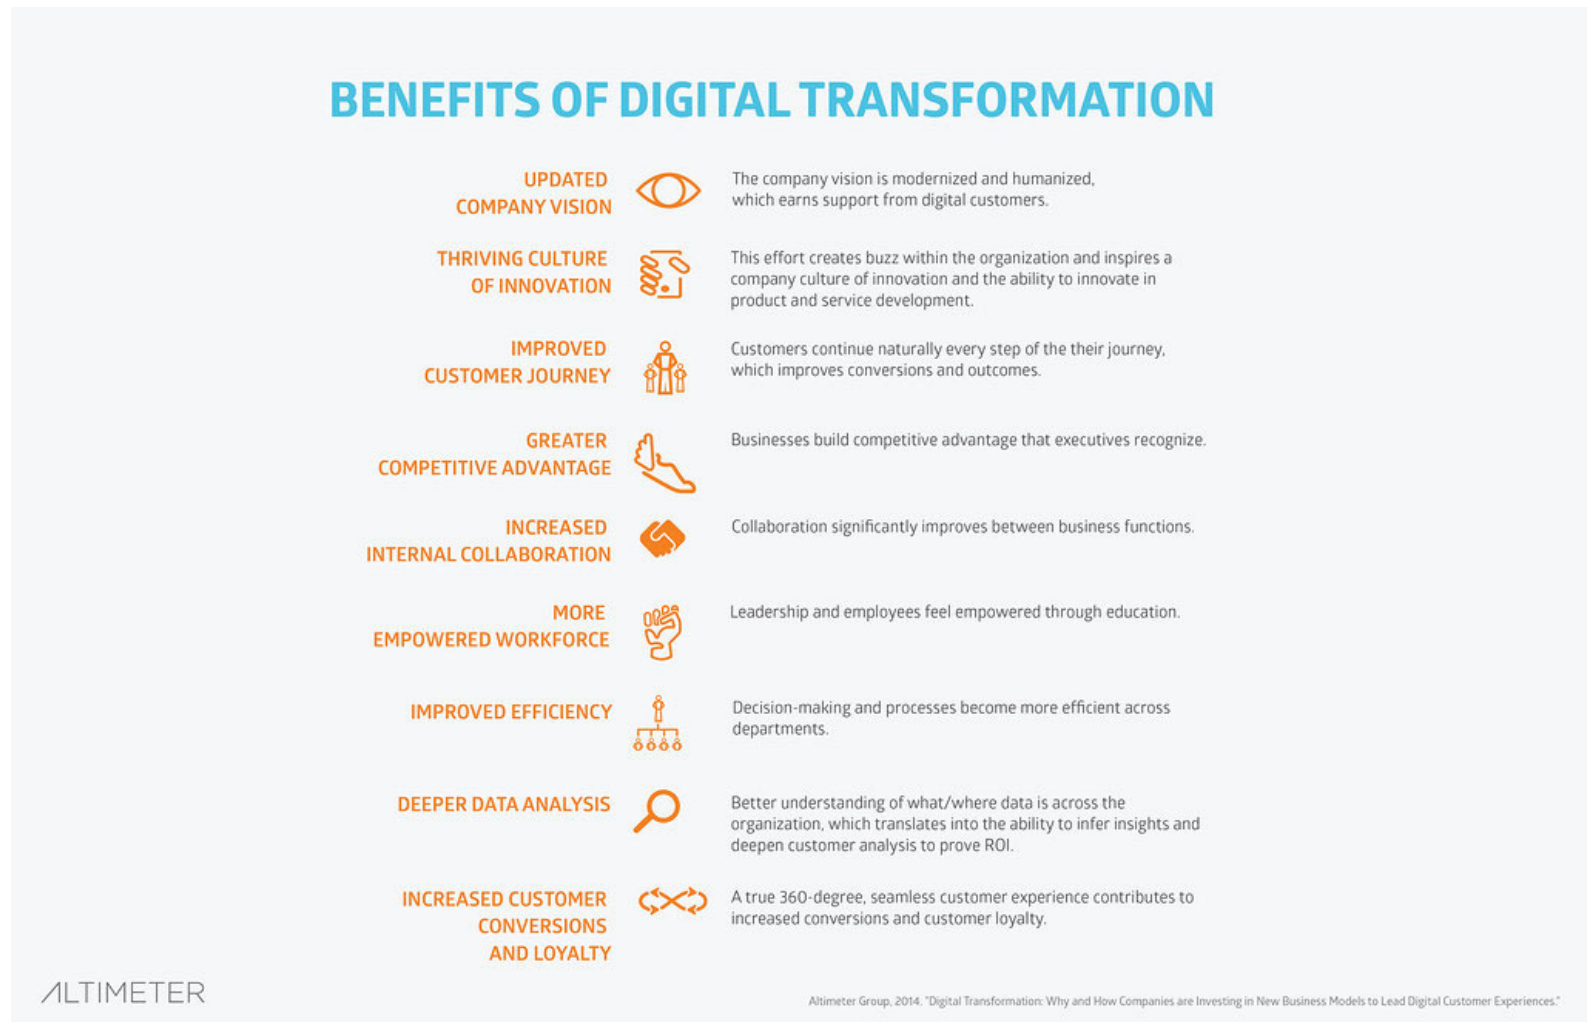 BENEFITS OF DIGITAL TRANSFORMATION
UPDATED
COMPANY VISION
The company vision is modernized and humanized,
which earns support from digital customers.
THRIVING CULTURE
OF INNOVATION
This effort creates buzz within the organization and inspires a
company culture of innovation and the ability to innovate in
product and service development.
IMPROVED
CUSTOMER JOURNEY
Customers continue naturally every step of the their journey,
which improves conversions and outcomes.
GREATER
COMPETITIVE ADVANTAGE
Businesses build competitive advantage that executives recognize.
INCREASED
INTERNAL COLLABORATION
Collaboration significantly improves between business functions.
MORE
EMPOWERED WORKFORCE
Leadership and employees feel empowered through education.
IMPROVED EFFICIENCY
Decision-making and processes become more efficient across
departments.
DEEPER DATA ANALYSIS
Better understanding of what/where data is across the
organization, which translates into the ability to infer insights and
deepen customer analysis to prove ROI.
INCREASED CUSTOMER
CONVERSIONS
AND LOYALTY
A true 360-degree, seamless customer experience contributes to
increased conversions and customer loyalty.
ALTIMETER
Altimeter Group, 2014. "Digital Transformation: Why and How Companies are Investing in New Business Models to Lead Digital Customer Experiences."